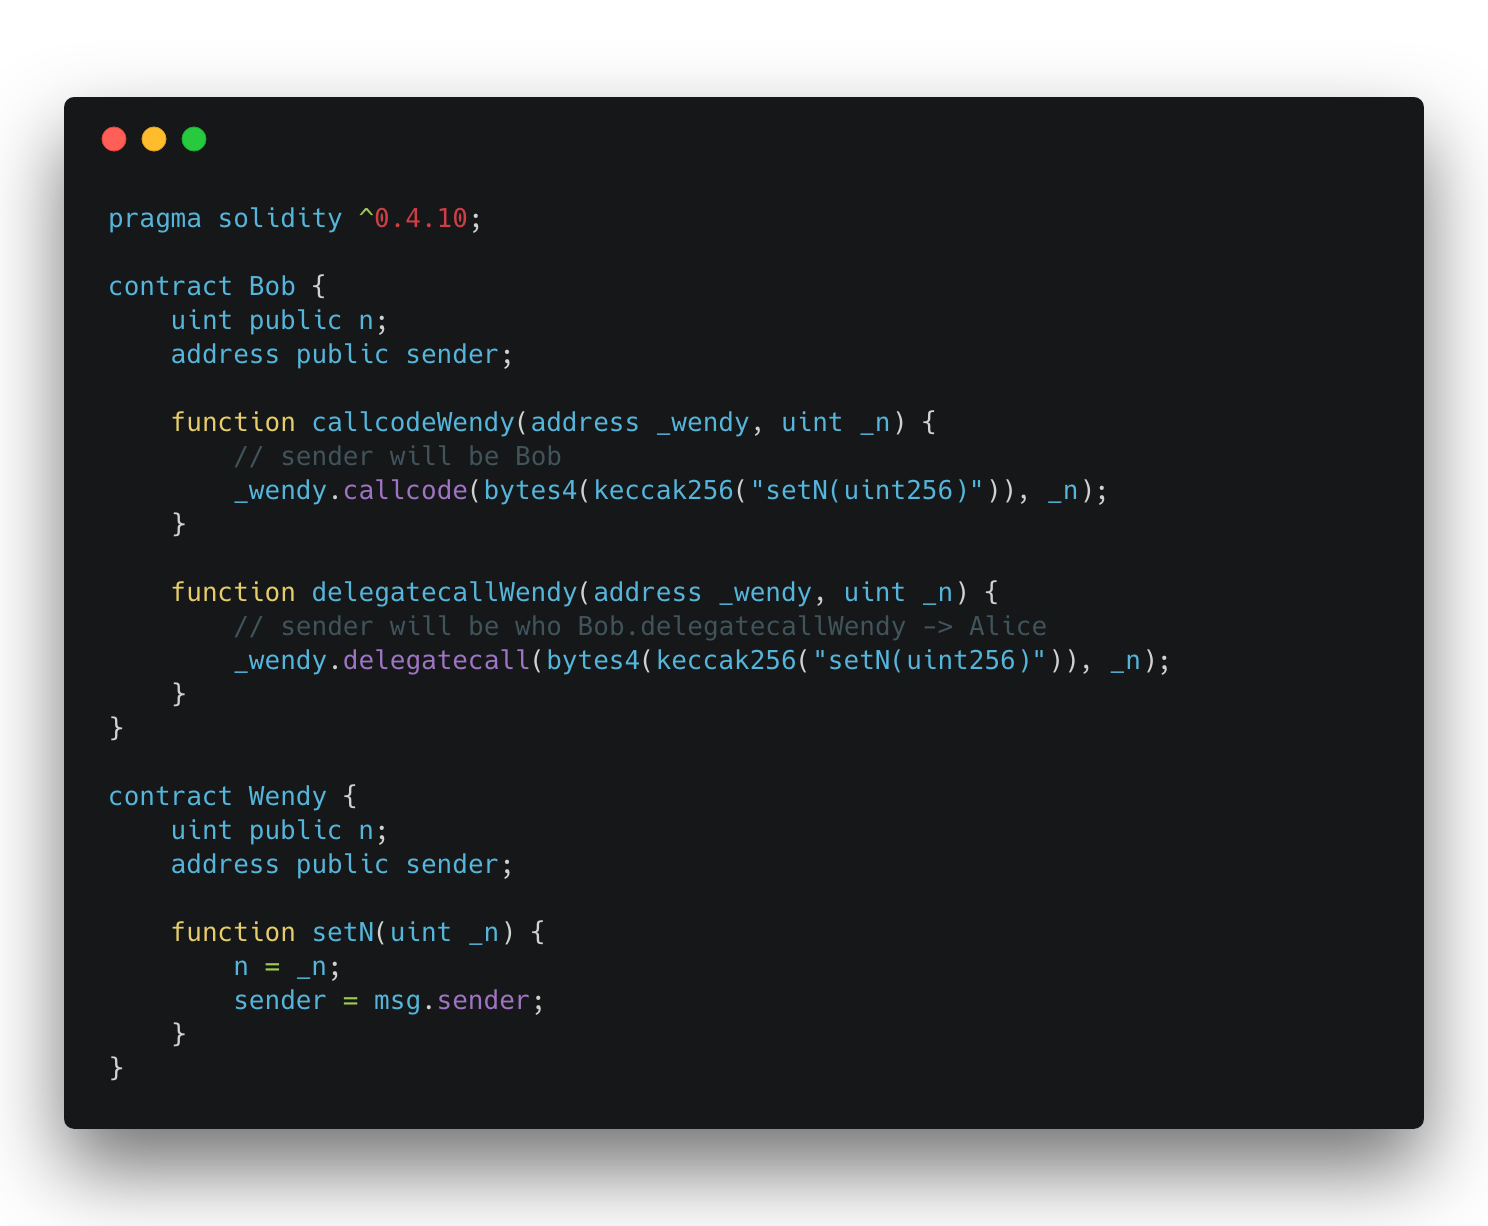 pragma solidity ^0.4.10;

contract Bob {
    uint public n;
    address public sender;

    function callcodeWendy(address _wendy, uint _n) {
        // sender will be Bob
        _wendy.callcode(bytes4(keccak256("setN(uint256)")), _n);
    }

    function delegatecallWendy(address _wendy, uint _n) {
        // sender will be who Bob.delegatecallWendy -> Alice
        _wendy.delegatecall(bytes4(keccak256("setN(uint256)")), _n);
    }
}

contract Wendy {
    uint public n;
    address public sender;

    function setN(uint _n) {
        n = _n;
        sender = msg.sender;
    }
}